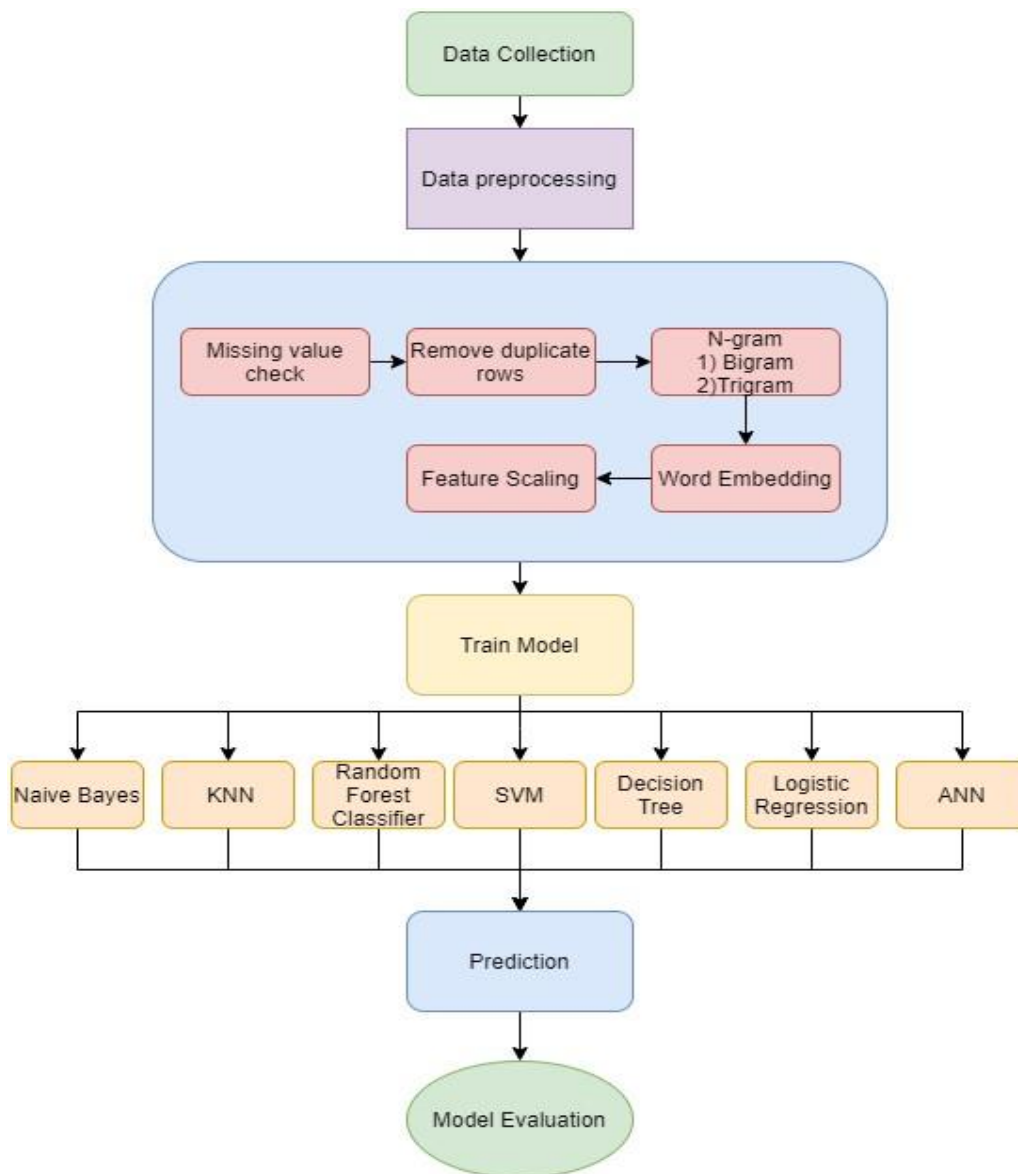 Data Collection
Data preprocessing
Missing value
check
Remove duplicate
rows
N-gram
1) Bigram
2)Trigram
Feature Scaling
Word Embedding
Train Model
Naive Bayes
KNN
Random
Forest
Classifier
SVM
Decision
Tree
Logistic
Regression
ANN
Prediction
Model Evaluation